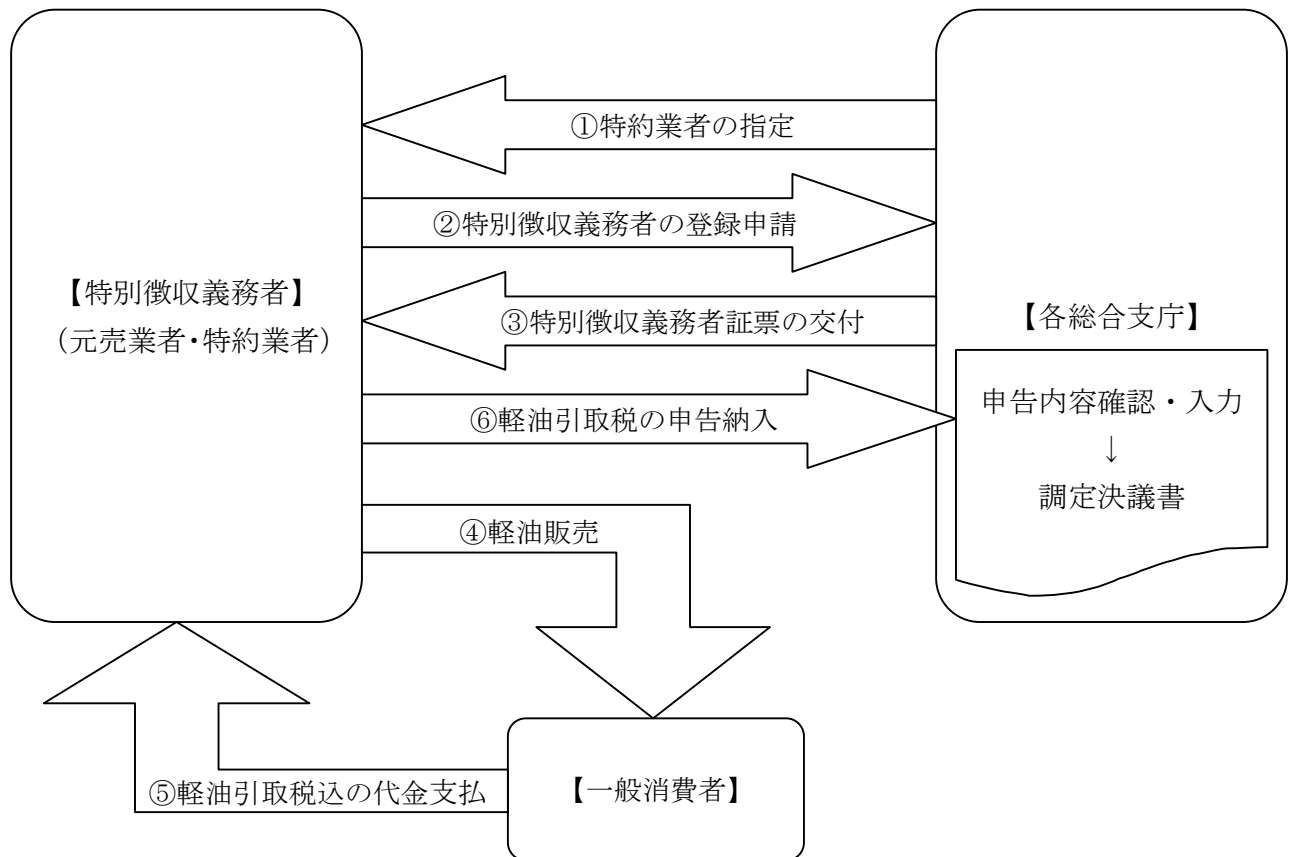 ①特約業者の指定
②特別徴収義務者の登録申請
【特別徴収義務者】
(元売業者・特約業者)
③特別徴収義務者証票の交付
【各総合支庁】
⑥軽油引取税の申告納入
申告内容確認・入力
↓
調定決議書
④軽油販売
⑤軽油引取税込の代金支払
【一般消費者】